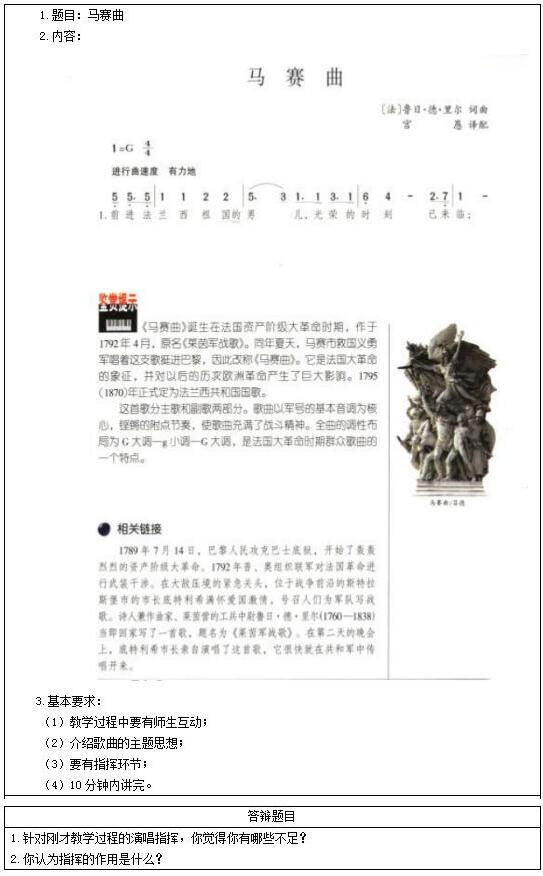 1.题目：马赛曲
2.内容：
马 赛 曲
[法]鲁日·德·里尔 词曲
宫 愚 译配
1=G 4/4
进行曲速度 有力地
5 5. 5 1 1 2 2 5. 3 1. 1 3. 1 6 4 - 2. 7 1 -
1.前进法兰西祖国的男 儿，光荣的时刻 已来临；
鉴赏提示
《马赛曲》诞生在法国资产阶级大革命时期，作于
1792年4月，原名《莱茵军战歌》。同年夏天，马赛市救国义勇
军唱着这支歌挺进巴黎，因此改称《马赛曲》。它是法国大革命
的象征，并对以后的历次欧洲革命产生了巨大影响。1795
(1870)年正式定为法兰西共和国国歌。
这首歌分主歌和副歌两部分。歌曲以军号的基本音调为核
心，铿锵的附点节奏，使歌曲充满了战斗精神。全曲的调性布
局为G大调—g小调—G大调，是法国大革命时期群众歌曲的
一个特点。
马赛曲/吕德
相关链接
1789年7月14日，巴黎人民攻克巴士底狱，开始了轰轰
烈烈的资产阶级大革命。1792年普、奥组织联军对法国革命进
行武装干涉。在大敌压境的紧急关头，位于战争前沿的斯特拉
斯堡市的市长底特利希满怀爱国激情，号召人们为军队写战
歌。诗人兼作曲家、莱茵营的工兵中尉鲁日·德·里尔(1760—1838)
当即回家写了一首歌，题名为《莱茵军战歌》。在第二天的晚会
上，底特利希市长亲自演唱了这首歌，它很快就在共和军中传
唱开来。
3.基本要求：
（1）教学过程中要有师生互动；
（2）介绍歌曲的主题思想；
（3）要有指挥环节；
（4）10分钟内讲完。
答辩题目
1.针对刚才教学过程的演唱指挥，你觉得你有哪些不足？
2.你认为指挥的作用是什么？